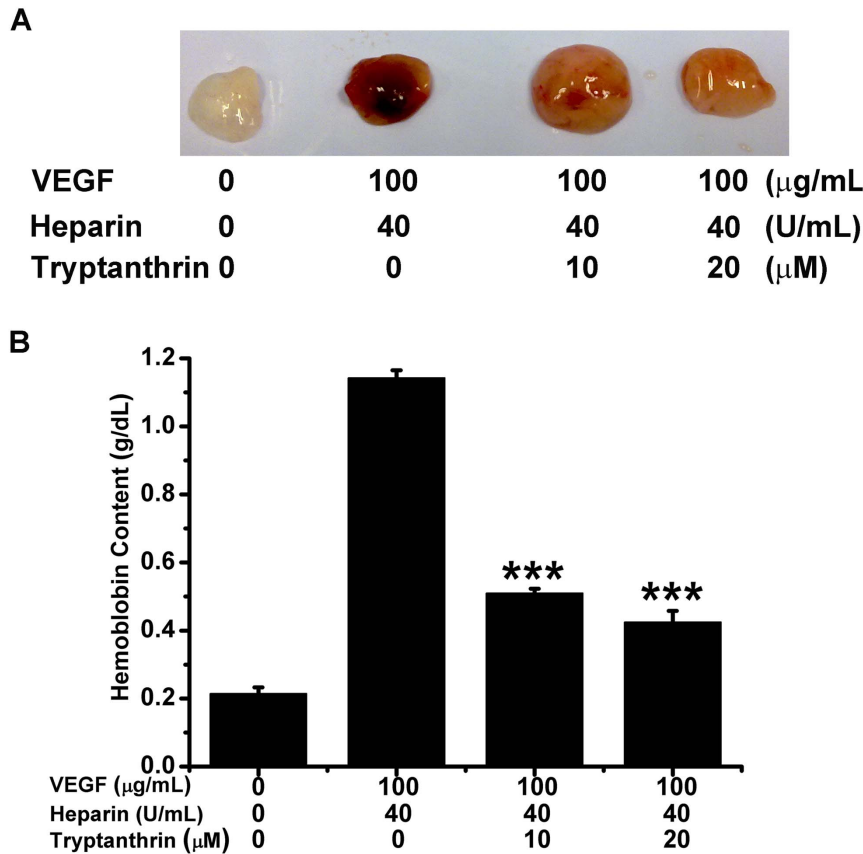 A
VEGF 0 100 100 100 (μg/mL
Heparin 0 40 40 40 (U/mL)
Tryptanthrin 0 0 10 20 (μM)
B
Hemoblobin Content (g/dL)
1.2
1.0
0.8
0.6
0.4
0.2
0.0
***
***
VEGF (μg/mL) 0 100 100 100
Heparin (U/mL) 0 40 40 40
Tryptanthrin (μM) 0 0 10 20